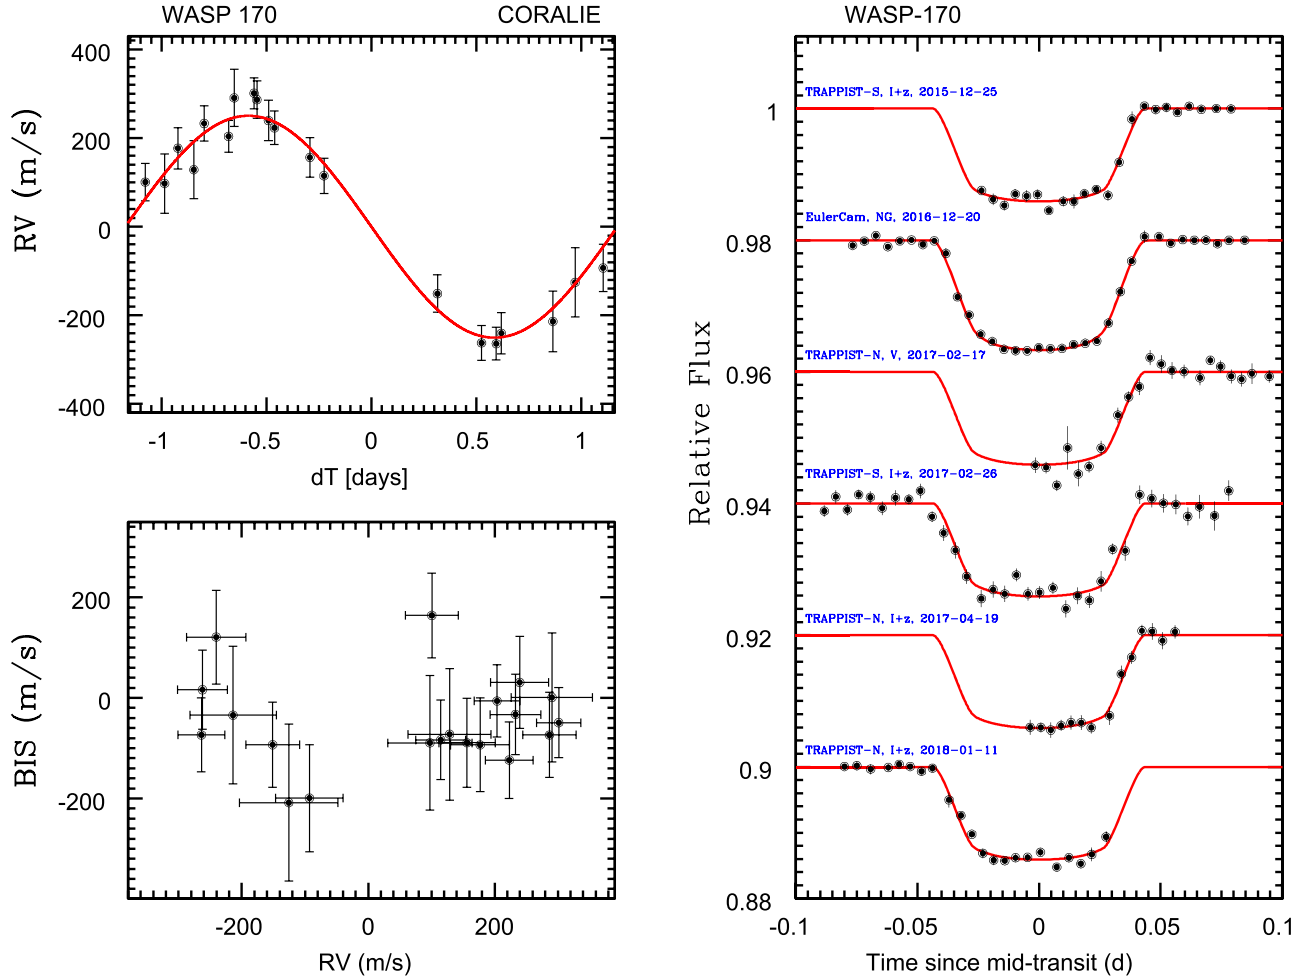 WASP 170 CORALIE
400
200
0
-200
-400
RV (m/s)
-1 -0.5 0 0.5 1
dT [days]
200
0
-200
BIS (m/s)
-200 0 200
RV (m/s)
WASP-170
TRAPPIST-S, I+z, 2015-12-25
EulerCam, NG, 2016-12-20
TRAPPIST-N, V, 2017-02-17
TRAPPIST-S, I+z, 2017-02-26
TRAPPIST-N, I+z, 2017-04-19
TRAPPIST-N, I+z, 2018-01-11
1
0.98
0.96
0.94
0.92
0.9
0.88
Relative Flux
-0.1 -0.05 0 0.05 0.1
Time since mid-transit (d)